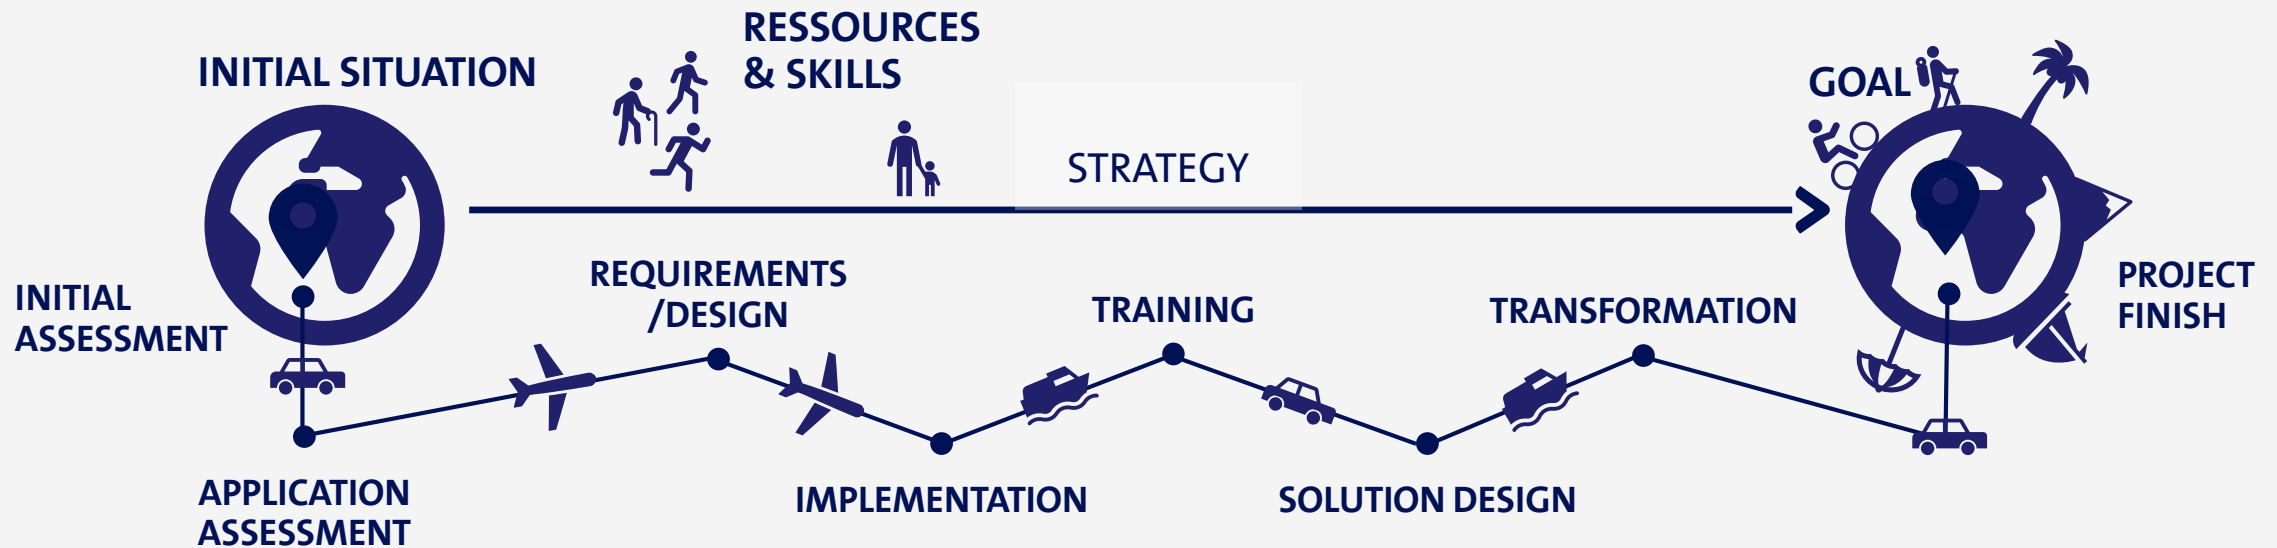 RESSOURCES
& SKILLS
INITIAL SITUATION
GOAL
STRATEGY
INITIAL
ASSESSMENT
REQUIREMENTS
/DESIGN
TRAINING
TRANSFORMATION
PROJECT
FINISH
APPLICATION
ASSESSMENT
IMPLEMENTATION
SOLUTION DESIGN